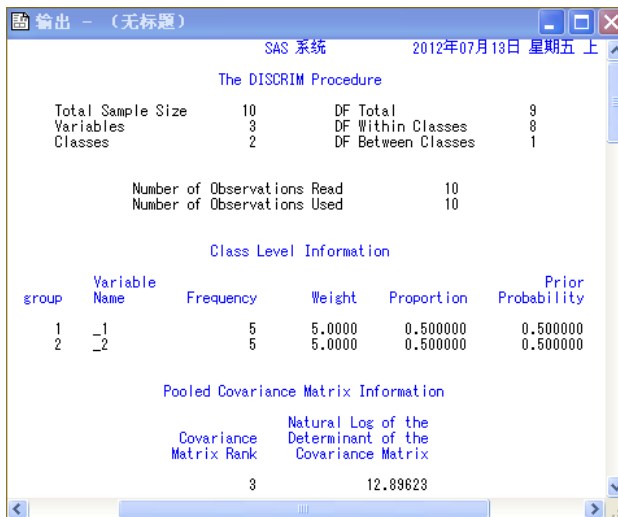 输出 - （无标题）
SAS 系统 2012年07月13日 星期五 上
The DISCRIM Procedure
Total Sample Size 10 DF Total 9
Variables 3 DF Within Classes 8
Classes 2 DF Between Classes 1
Number of Observations Read 10
Number of Observations Used 10
Class Level Information
Variable Prior
group Name Frequency Weight Proportion Probability
1 _1 5 5.0000 0.500000 0.500000
2 _2 5 5.0000 0.500000 0.500000
Pooled Covariance Matrix Information
Natural Log of the
Covariance Determinant of the
Matrix Rank Covariance Matrix
3 12.89623